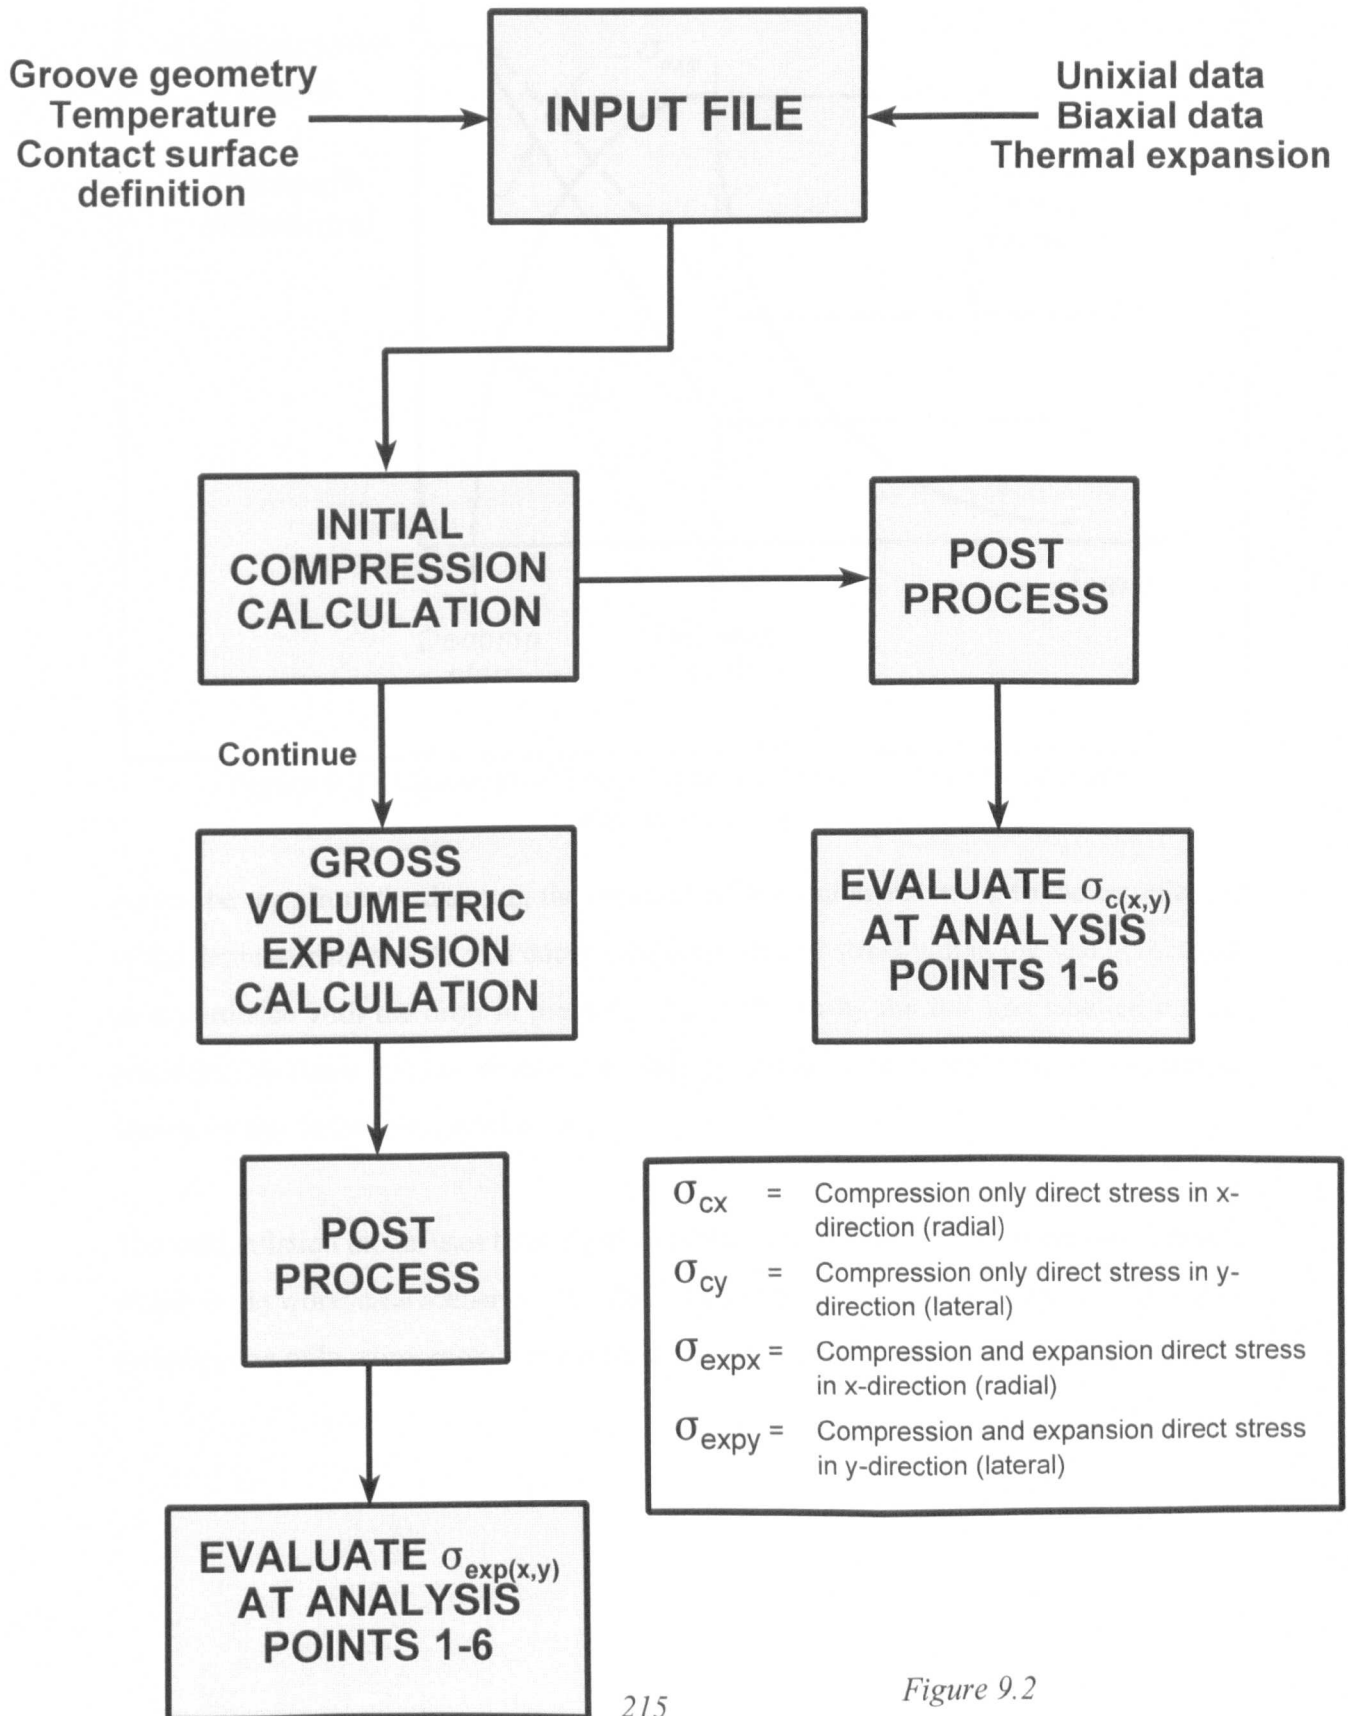 Groove geometry
Temperature
Contact surface
definition
INPUT FILE
Unixial data
Biaxial data
Thermal expansion
INITIAL
COMPRESSION
CALCULATION
POST
PROCESS
Continue
GROSS
VOLUMETRIC
EXPANSION
CALCULATION
EVALUATE σc(x,y)
AT ANALYSIS
POINTS 1-6
POST
PROCESS
σcx = Compression only direct stress in x-
direction (radial)
σcy = Compression only direct stress in y-
direction (lateral)
σexpx = Compression and expansion direct stress
in x-direction (radial)
σexpy = Compression and expansion direct stress
in y-direction (lateral)
EVALUATE σexp(x,y)
AT ANALYSIS
POINTS 1-6
215
Figure 9.2